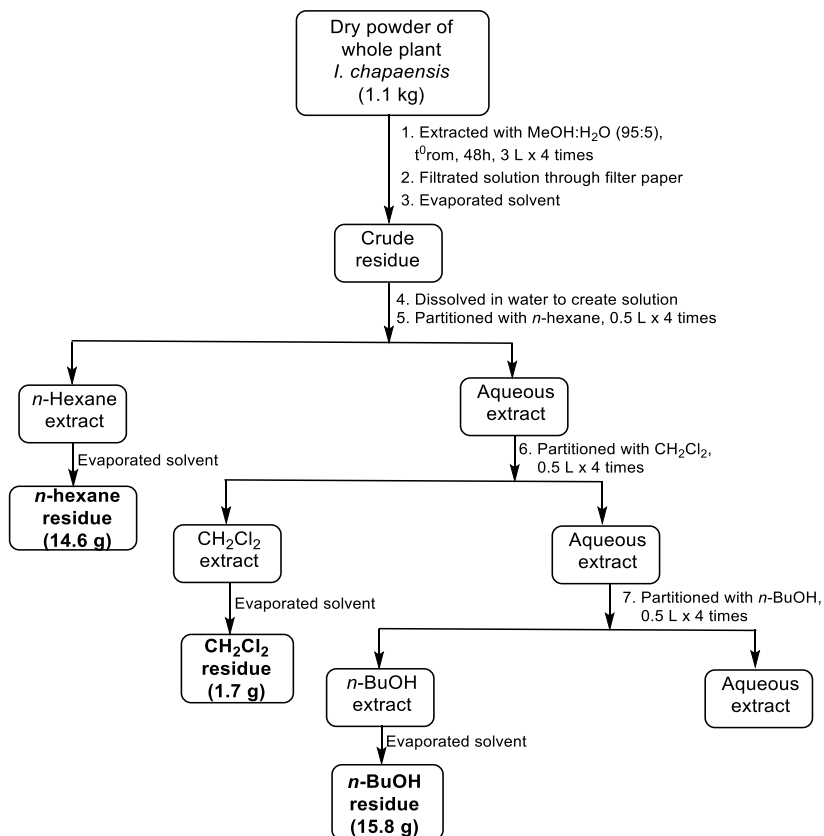 Dry powder of
whole plant
I. chapaensis
(1.1 kg)
1. Extracted with MeOH:H₂O (95:5),
t⁰rom, 48h, 3 L x 4 times
2. Filtrated solution through filter paper
3. Evaporated solvent
Crude
residue
4. Dissolved in water to create solution
5. Partitioned with n-hexane, 0.5 L x 4 times
n-Hexane
extract
Aqueous
extract
Evaporated solvent
6. Partitioned with CH₂Cl₂,
0.5 L x 4 times
n-hexane
residue
(14.6 g)
CH₂Cl₂
extract
Aqueous
extract
Evaporated solvent
7. Partitioned with n-BuOH,
0.5 L x 4 times
CH₂Cl₂
residue
(1.7 g)
n-BuOH
extract
Aqueous
extract
Evaporated solvent
n-BuOH
residue
(15.8 g)